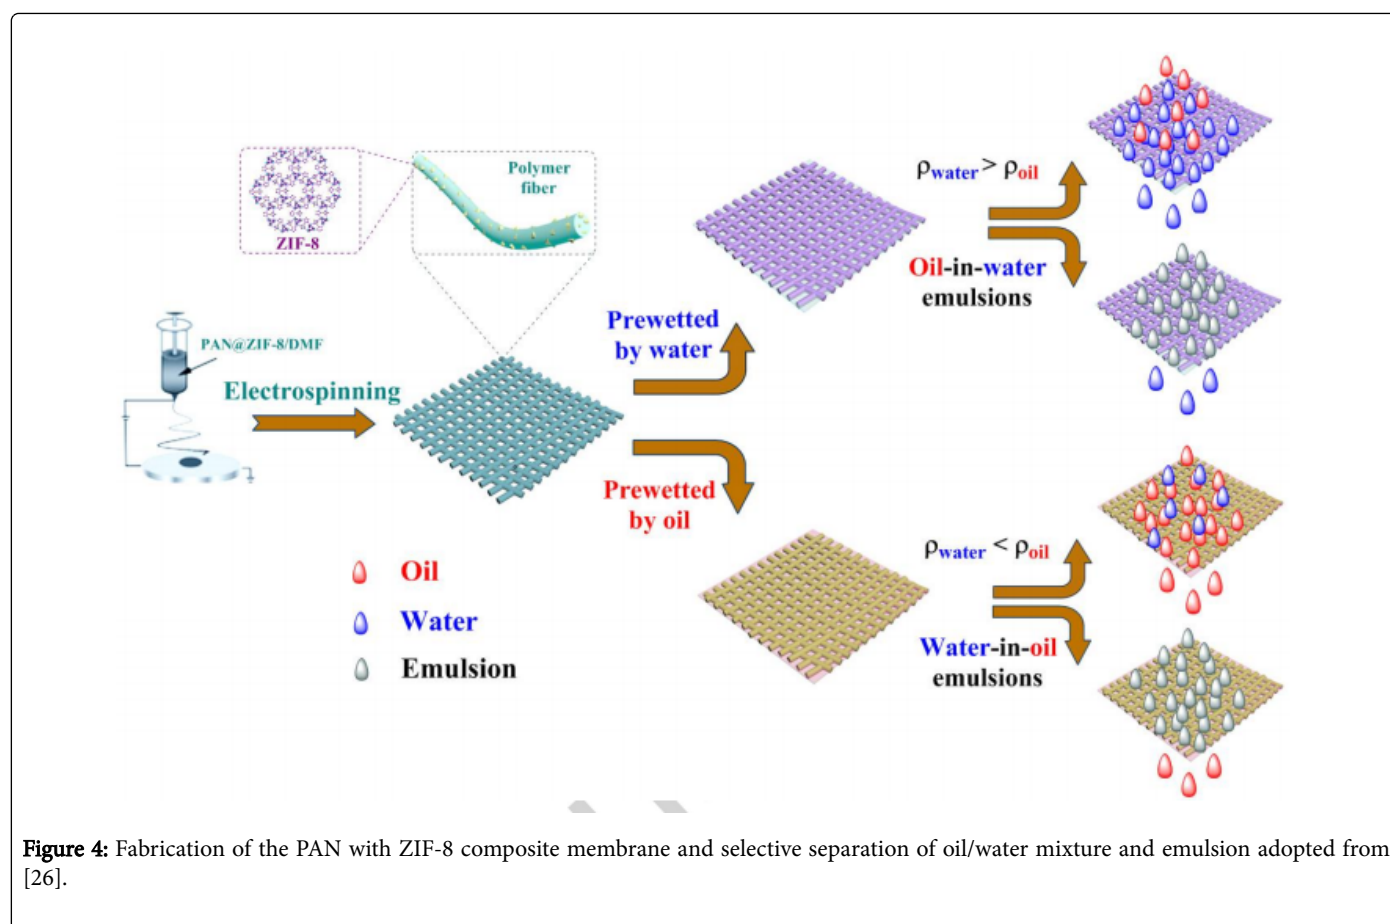 ZIF-8
Polymer
fiber
PAN@ZIF-8/DMF
Electrospinning
Prewetted
by water
Prewetted
by oil
ρwater > ρoil
Oil-in-water
emulsions
ρwater < ρoil
Water-in-oil
emulsions
Oil
Water
Emulsion
Figure 4: Fabrication of the PAN with ZIF-8 composite membrane and selective separation of oil/water mixture and emulsion adopted from
[26].